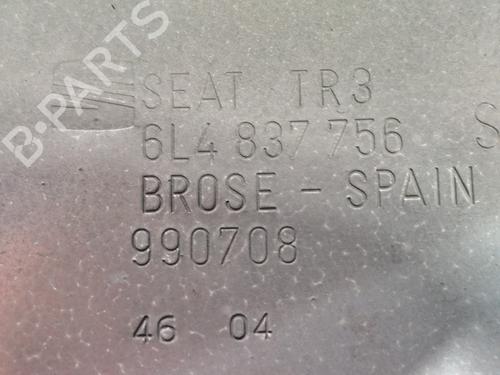 B-PARTS
SEAT TR3
6L4 837 756 S
BROSE - SPAIN
990708
46 04